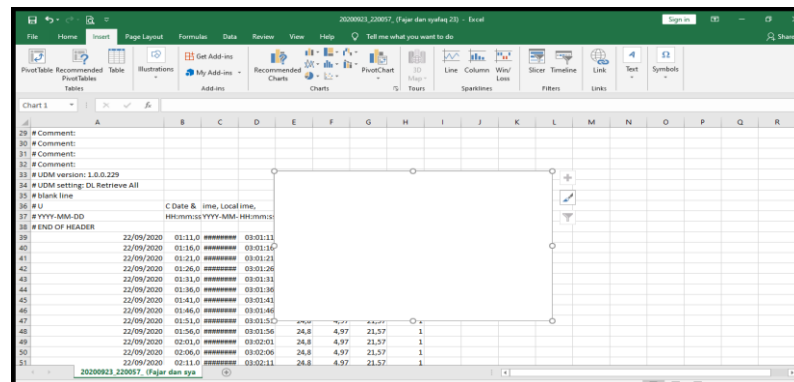 20200923_220057_ (Fajar dan syafaq 23) - Excel
Sign in
File Home Insert Page Layout Formulas Data Review View Help Tell me what you want to do Share
PivotTable Recommended PivotTables Table Illustrations Get Add-ins My Add-ins Recommended Charts PivotChart 3D Map Line Column Win/Loss Slicer Timeline Link Text Symbols
Tables Add-ins Charts Tours Sparklines Filters Links
Chart 1 fx
A B C D E F G H I J K L M N O P Q R
29 # Comment:
30 # Comment:
31 # Comment:
32 # Comment:
33 # UDM version: 1.0.0.229
34 # UDM setting: DL Retrieve All
35 # blank line
36 # U C Date & ime, Local ime,
37 # YYYY-MM-DD HH:mm:ss YYYY-MM- HH:mm:s
38 # END OF HEADER
39 22/09/2020 01:11,0 ######## 03:01:11
40 22/09/2020 01:16,0 ######## 03:01:16
41 22/09/2020 01:21,0 ######## 03:01:21
42 22/09/2020 01:26,0 ######## 03:01:26
43 22/09/2020 01:31,0 ######## 03:01:31
44 22/09/2020 01:36,0 ######## 03:01:36
45 22/09/2020 01:41,0 ######## 03:01:41
46 22/09/2020 01:46,0 ######## 03:01:46
47 22/09/2020 01:51,0 ######## 03:01:51 24,8 4,97 21,57 1
48 22/09/2020 01:56,0 ######## 03:01:56 24,8 4,97 21,57 1
49 22/09/2020 02:01,0 ######## 03:02:01 24,8 4,97 21,57 1
50 22/09/2020 02:06,0 ######## 03:02:06 24,8 4,97 21,57 1
51 22/09/2020 02:11,0 ######## 03:02:11 24,8 4,97 21,57 1
20200923_220057_ (Fajar dan sya